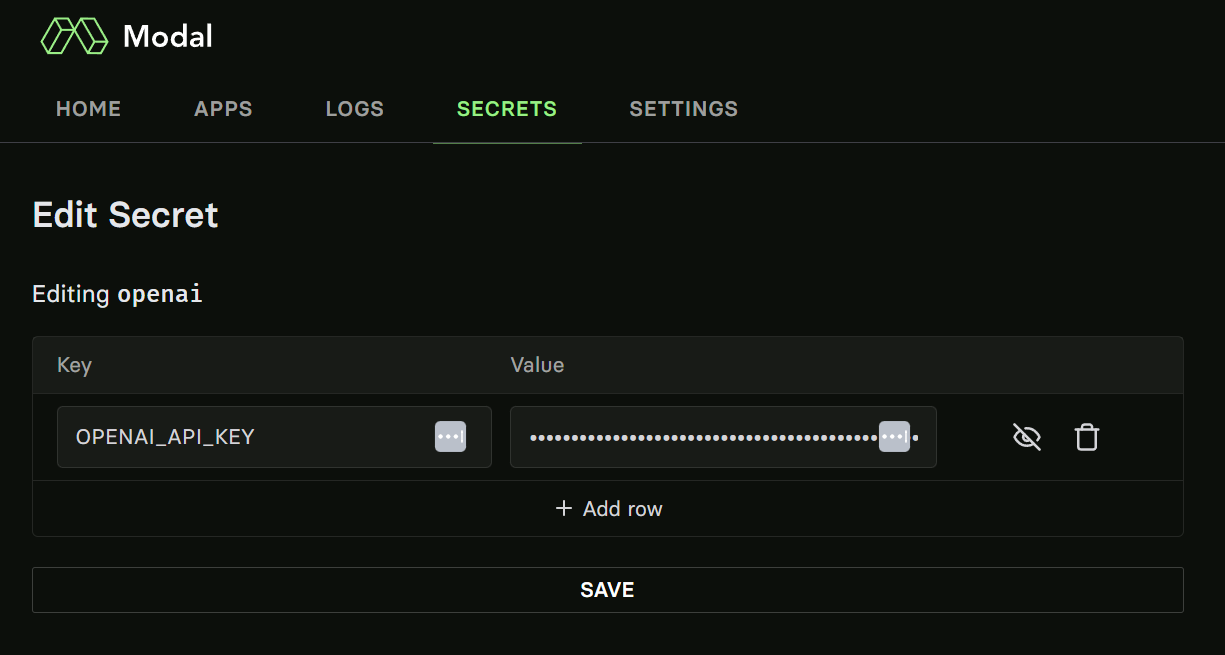 Modal
HOME APPS LOGS SECRETS SETTINGS
Edit Secret
Editing openai
Key Value
OPENAI_API_KEY ••••••••••••••••••••••••••••••••••••••••••
+ Add row
SAVE